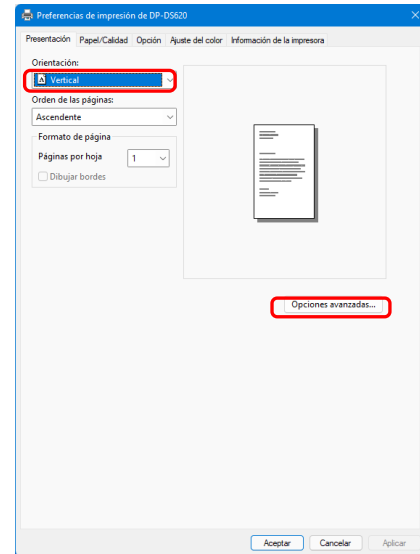 Preferencias de impresión de DP-DS620
Presentación Papel/Calidad Opción Ajuste del color Información de la impresora
Orientación:
A Vertical
Orden de las páginas:
Ascendente
Formato de página
Páginas por hoja 1
Dibujar bordes
Opciones avanzadas...
Aceptar Cancelar Aplicar